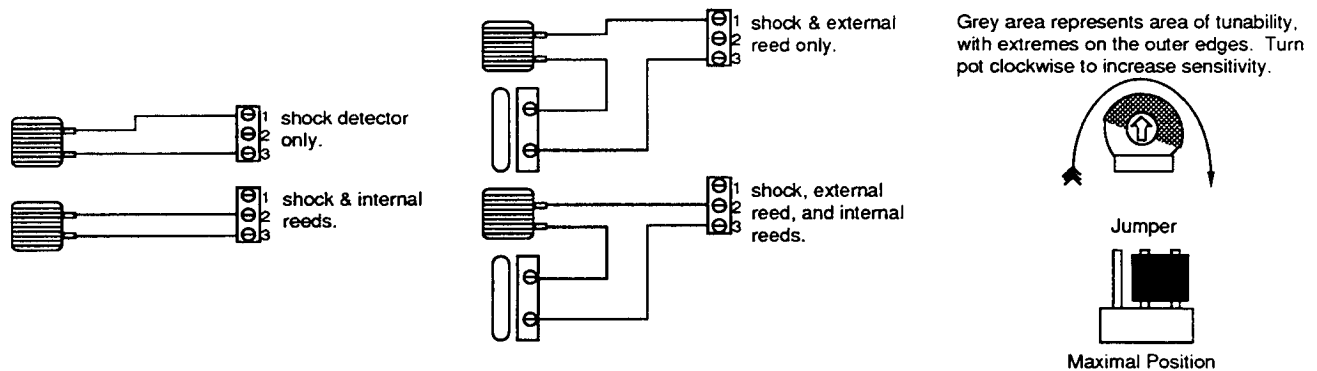 1
2
3
shock detector
only.
1
2
3
shock & internal
reeds.
1
2
3
shock & external
reed only.
1
2
3
shock, external
reed, and internal
reeds.
Grey area represents area of tunability,
with extremes on the outer edges. Turn
pot clockwise to increase sensitivity.
Jumper
Maximal Position